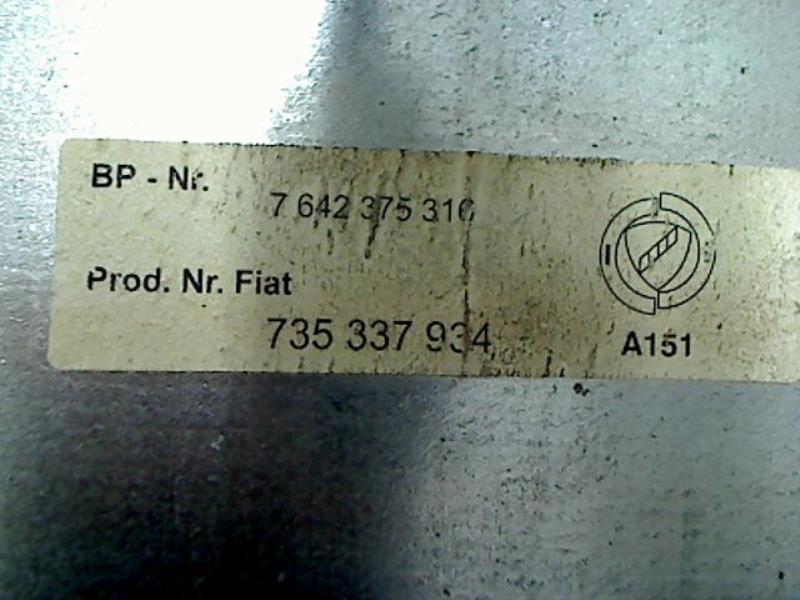 BP - Nr.
7 642 375 316
Prod. Nr. Fiat
735 337 934
A151